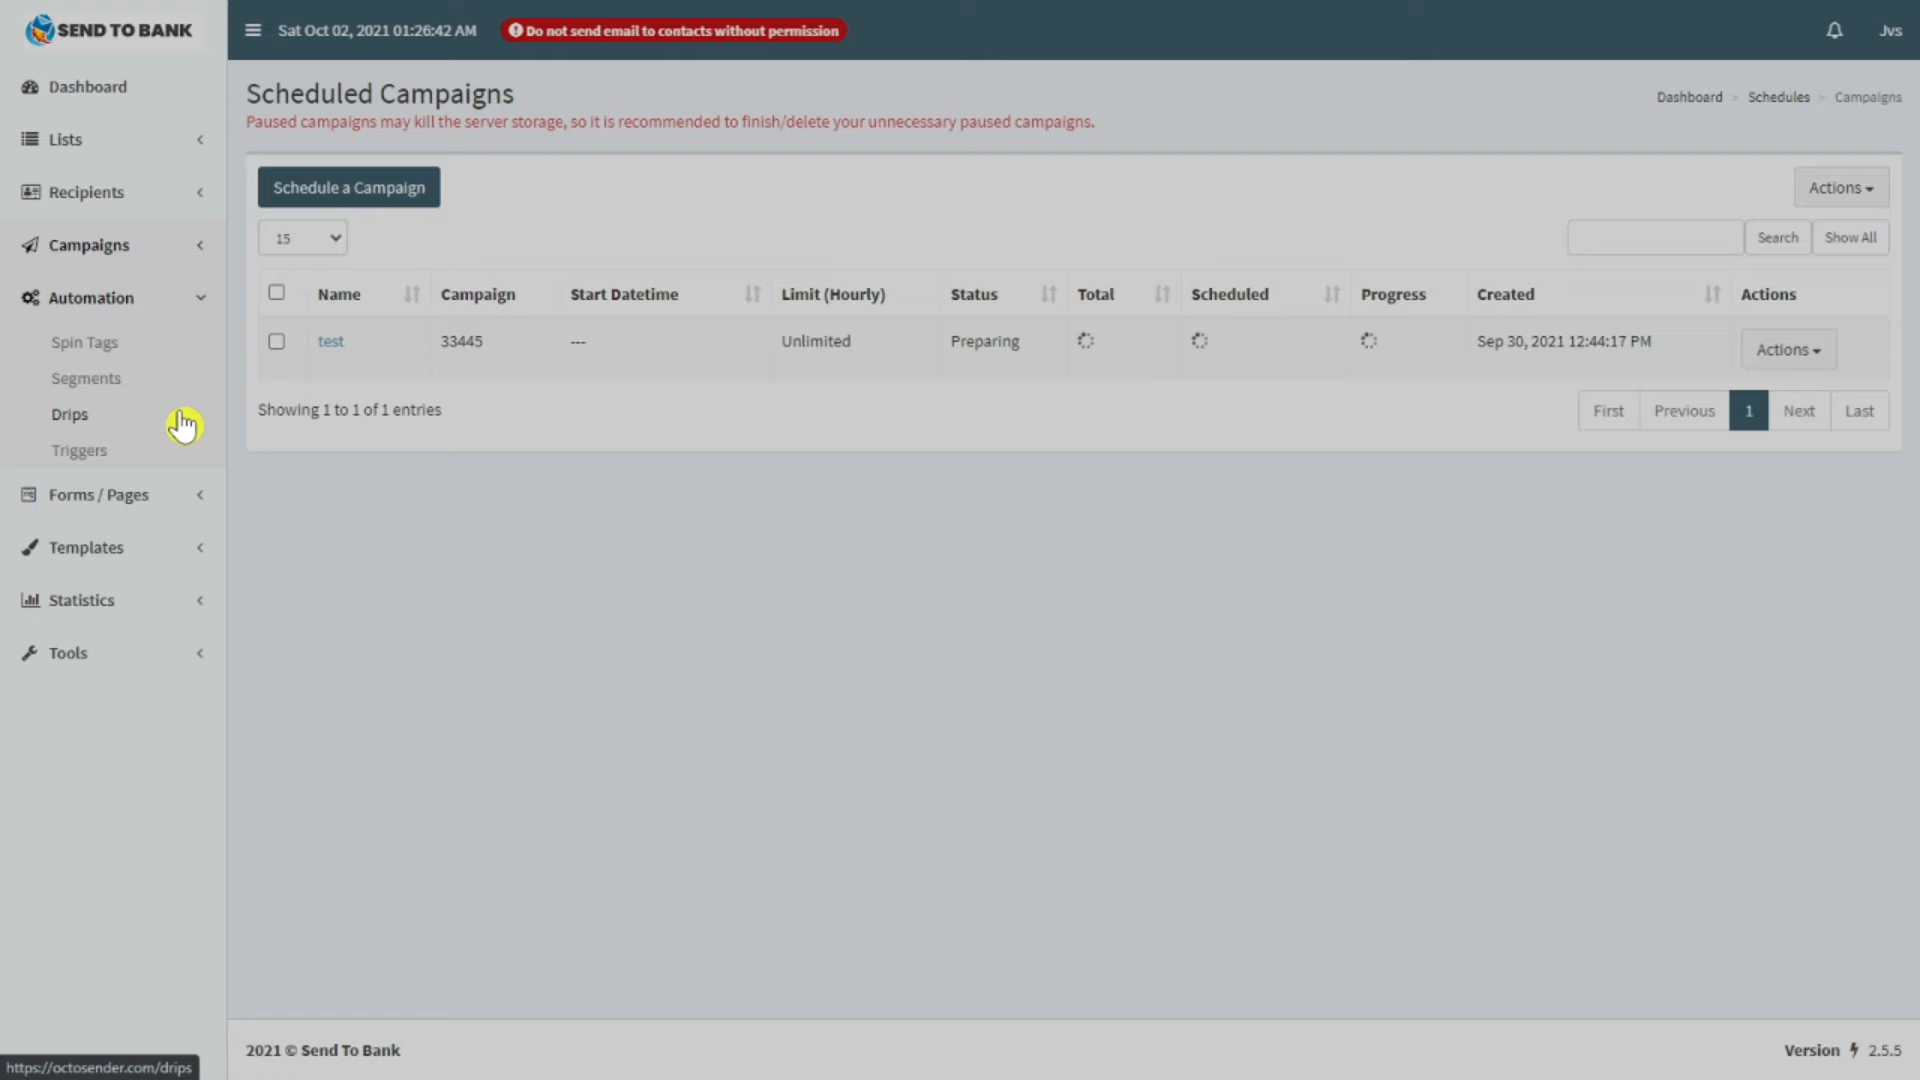 SEND TO BANK
Sat Oct 02, 2021 01:26:42 AM
Do not send email to contacts without permission
Jvs
Dashboard
Lists
Recipients
Campaigns
Automation
Spin Tags
Segments
Drips
Triggers
Forms / Pages
Templates
Statistics
Tools
Scheduled Campaigns
Dashboard Schedules Campaigns
Paused campaigns may kill the server storage, so it is recommended to finish/delete your unnecessary paused campaigns.
Schedule a Campaign
Actions
15
Search
Show All
Name Campaign Start Datetime Limit (Hourly) Status Total Scheduled Progress Created Actions
test 33445 --- Unlimited Preparing Sep 30, 2021 12:44:17 PM Actions
Showing 1 to 1 of 1 entries
First Previous 1 Next Last
2021 © Send To Bank
Version 2.5.5
https://octosender.com/drips